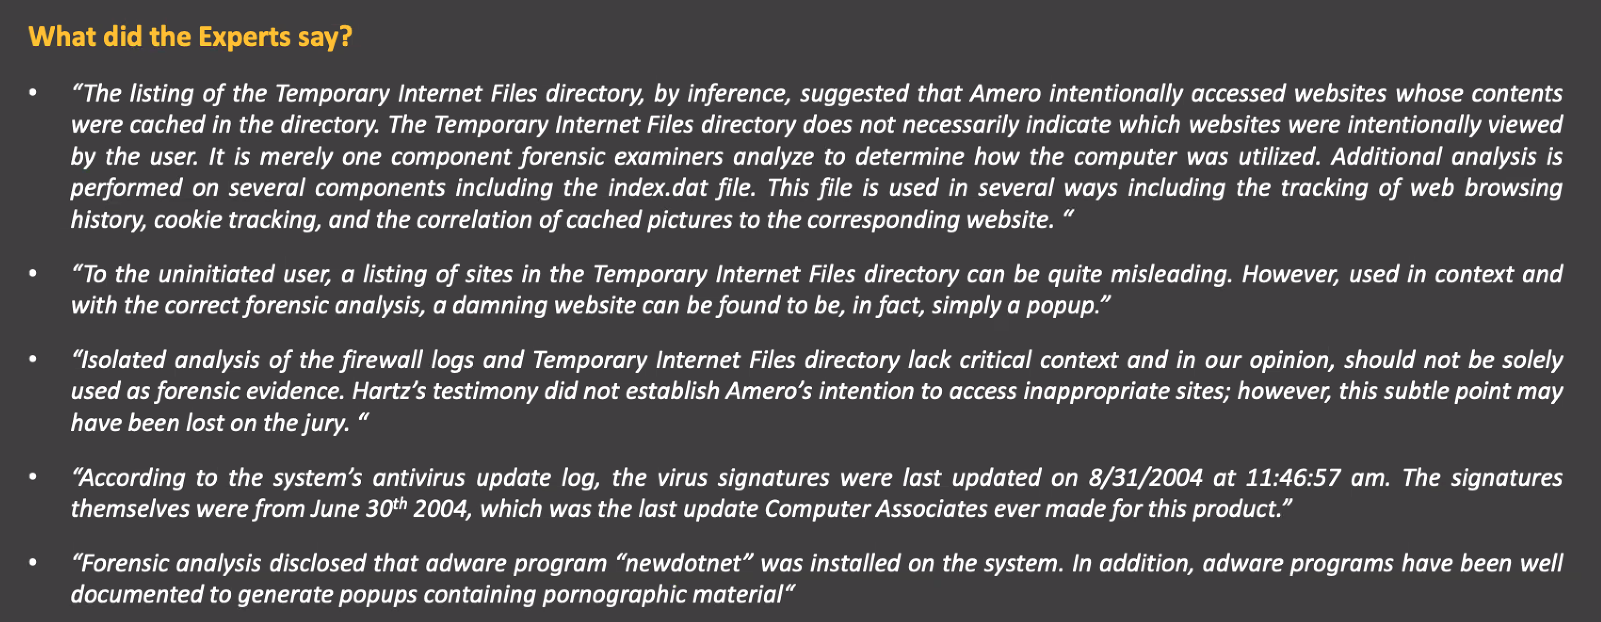 What did the Experts say?
• “The listing of the Temporary Internet Files directory, by inference, suggested that Amero intentionally accessed websites whose contents
were cached in the directory. The Temporary Internet Files directory does not necessarily indicate which websites were intentionally viewed
by the user. It is merely one component forensic examiners analyze to determine how the computer was utilized. Additional analysis is
performed on several components including the index.dat file. This file is used in several ways including the tracking of web browsing
history, cookie tracking, and the correlation of cached pictures to the corresponding website. “
• “To the uninitiated user, a listing of sites in the Temporary Internet Files directory can be quite misleading. However, used in context and
with the correct forensic analysis, a damning website can be found to be, in fact, simply a popup.”
• “Isolated analysis of the firewall logs and Temporary Internet Files directory lack critical context and in our opinion, should not be solely
used as forensic evidence. Hartz’s testimony did not establish Amero’s intention to access inappropriate sites; however, this subtle point may
have been lost on the jury. “
• “According to the system’s antivirus update log, the virus signatures were last updated on 8/31/2004 at 11:46:57 am. The signatures
themselves were from June 30th 2004, which was the last update Computer Associates ever made for this product.”
• “Forensic analysis disclosed that adware program “newdotnet” was installed on the system. In addition, adware programs have been well
documented to generate popups containing pornographic material“